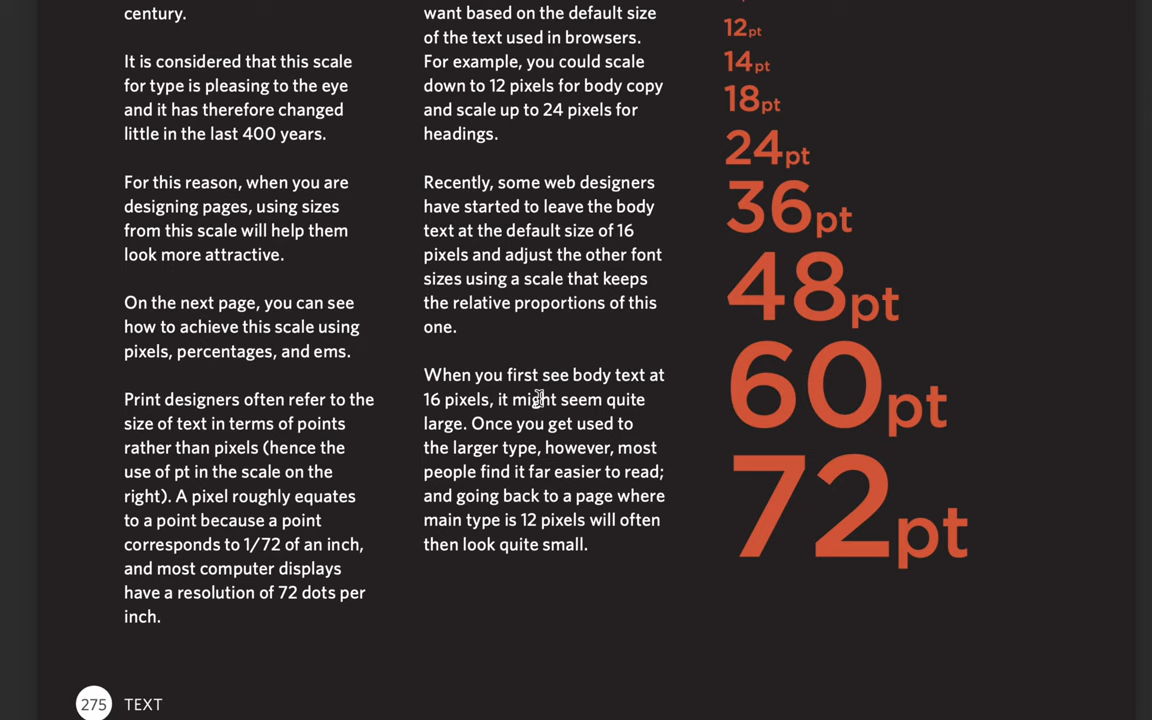 century.
It is considered that this scale
for type is pleasing to the eye
and it has therefore changed
little in the last 400 years.
For this reason, when you are
designing pages, using sizes
from this scale will help them
look more attractive.
On the next page, you can see
how to achieve this scale using
pixels, percentages, and ems.
Print designers often refer to the
size of text in terms of points
rather than pixels (hence the
use of pt in the scale on the
right). A pixel roughly equates
to a point because a point
corresponds to 1/72 of an inch,
and most computer displays
have a resolution of 72 dots per
inch.
want based on the default size
of the text used in browsers.
For example, you could scale
down to 12 pixels for body copy
and scale up to 24 pixels for
headings.
Recently, some web designers
have started to leave the body
text at the default size of 16
pixels and adjust the other font
sizes using a scale that keeps
the relative proportions of this
one.
When you first see body text at
16 pixels, it might seem quite
large. Once you get used to
the larger type, however, most
people find it far easier to read;
and going back to a page where
main type is 12 pixels will often
then look quite small.
12pt
14pt
18pt
24pt
36pt
48pt
60pt
72pt
275 TEXT